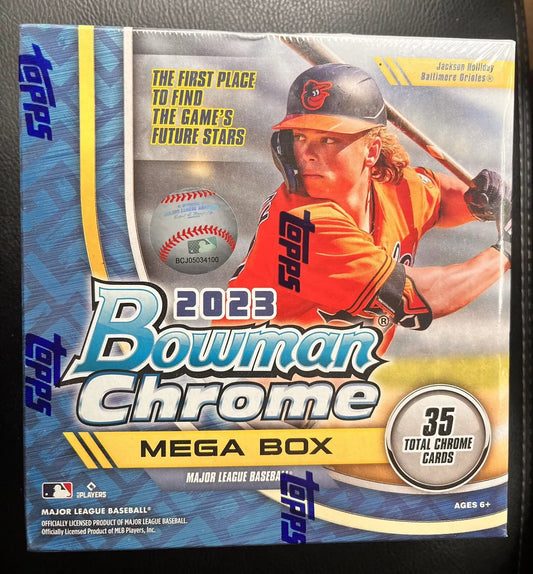 Jackson Holliday
Baltimore Orioles®
THE FIRST PLACE
TO FIND
THE GAME'S
FUTURE STARS
topps
topps
BCJ05034100
2023
Bowman®
Chrome
topps
MEGA BOX
35
TOTAL CHROME
CARDS
MAJOR LEAGUE BASEBALL
topps
PLAYERS
MAJOR LEAGUE BASEBALL®
OFFICIALLY LICENSED PRODUCT OF MAJOR LEAGUE BASEBALL.
Officially Licensed Product of MLB Players, Inc.
AGES 6+